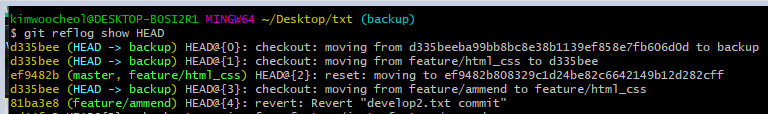 kimwoocheol@DESKTOP-BOSI2R1 MINGW64 ~/Desktop/txt (backup)
$ git reflog show HEAD
d335bee (HEAD -> backup) HEAD@{0}: checkout: moving from d335beeba99bb8bc8e38b1139ef858e7fb606d0d to backup
d335bee (HEAD -> backup) HEAD@{1}: checkout: moving from feature/html_css to d335bee
ef9482b (master, feature/html_css) HEAD@{2}: reset: moving to ef9482b808329c1d24be82c6642149b12d282cff
d335bee (HEAD -> backup) HEAD@{3}: checkout: moving from feature/ammend to feature/html_css
81ba3e8 (feature/ammend) HEAD@{4}: revert: Revert "develop2.txt commit"